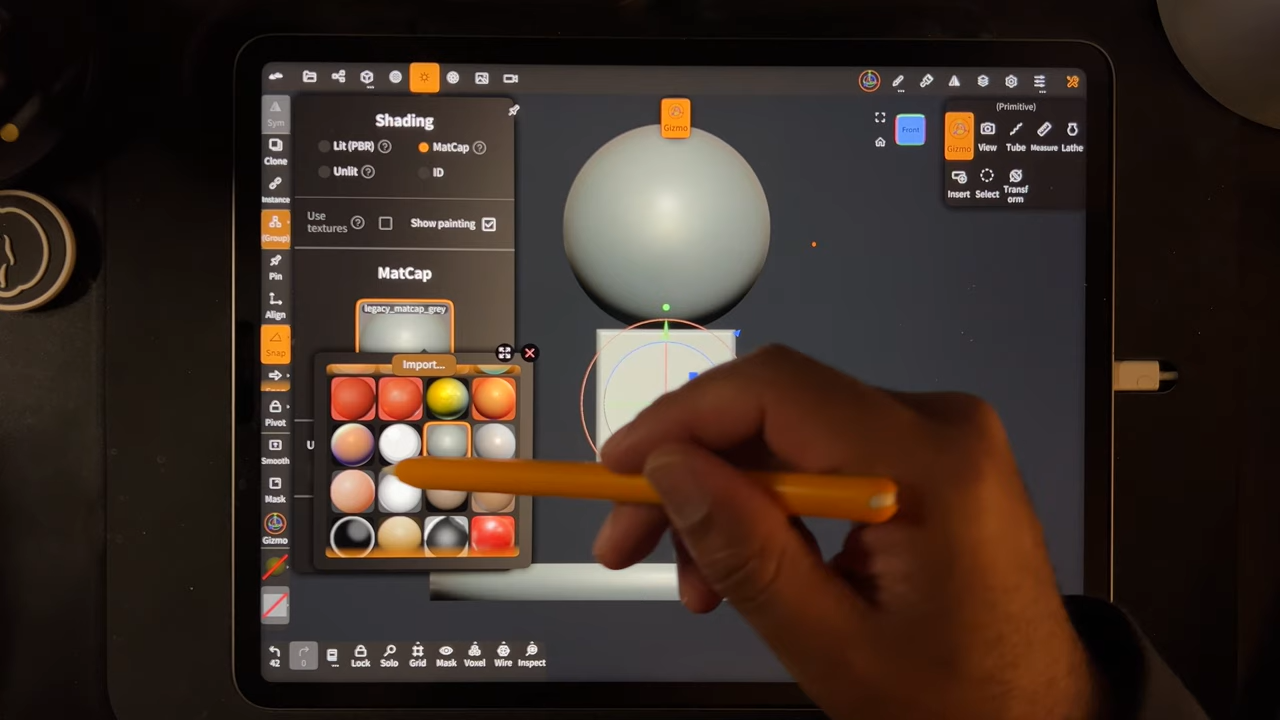 Shading
Lit (PBR) ?
MatCap ?
Unlit ?
ID
Use textures ?
Show painting
MatCap
legacy_matcap_grey
Import...
Sym
Clone
Instance
(Group)
Pin
Align
Snap
Pivot
Smooth
Mask
Gizmo
U
42
0
Lock
Solo
Grid
Mask
Voxel
Wire
Inspect
Gizmo
Front
(Primitive)
Gizmo
View
Tube
Measure
Lathe
Insert
Select
Transf
orm